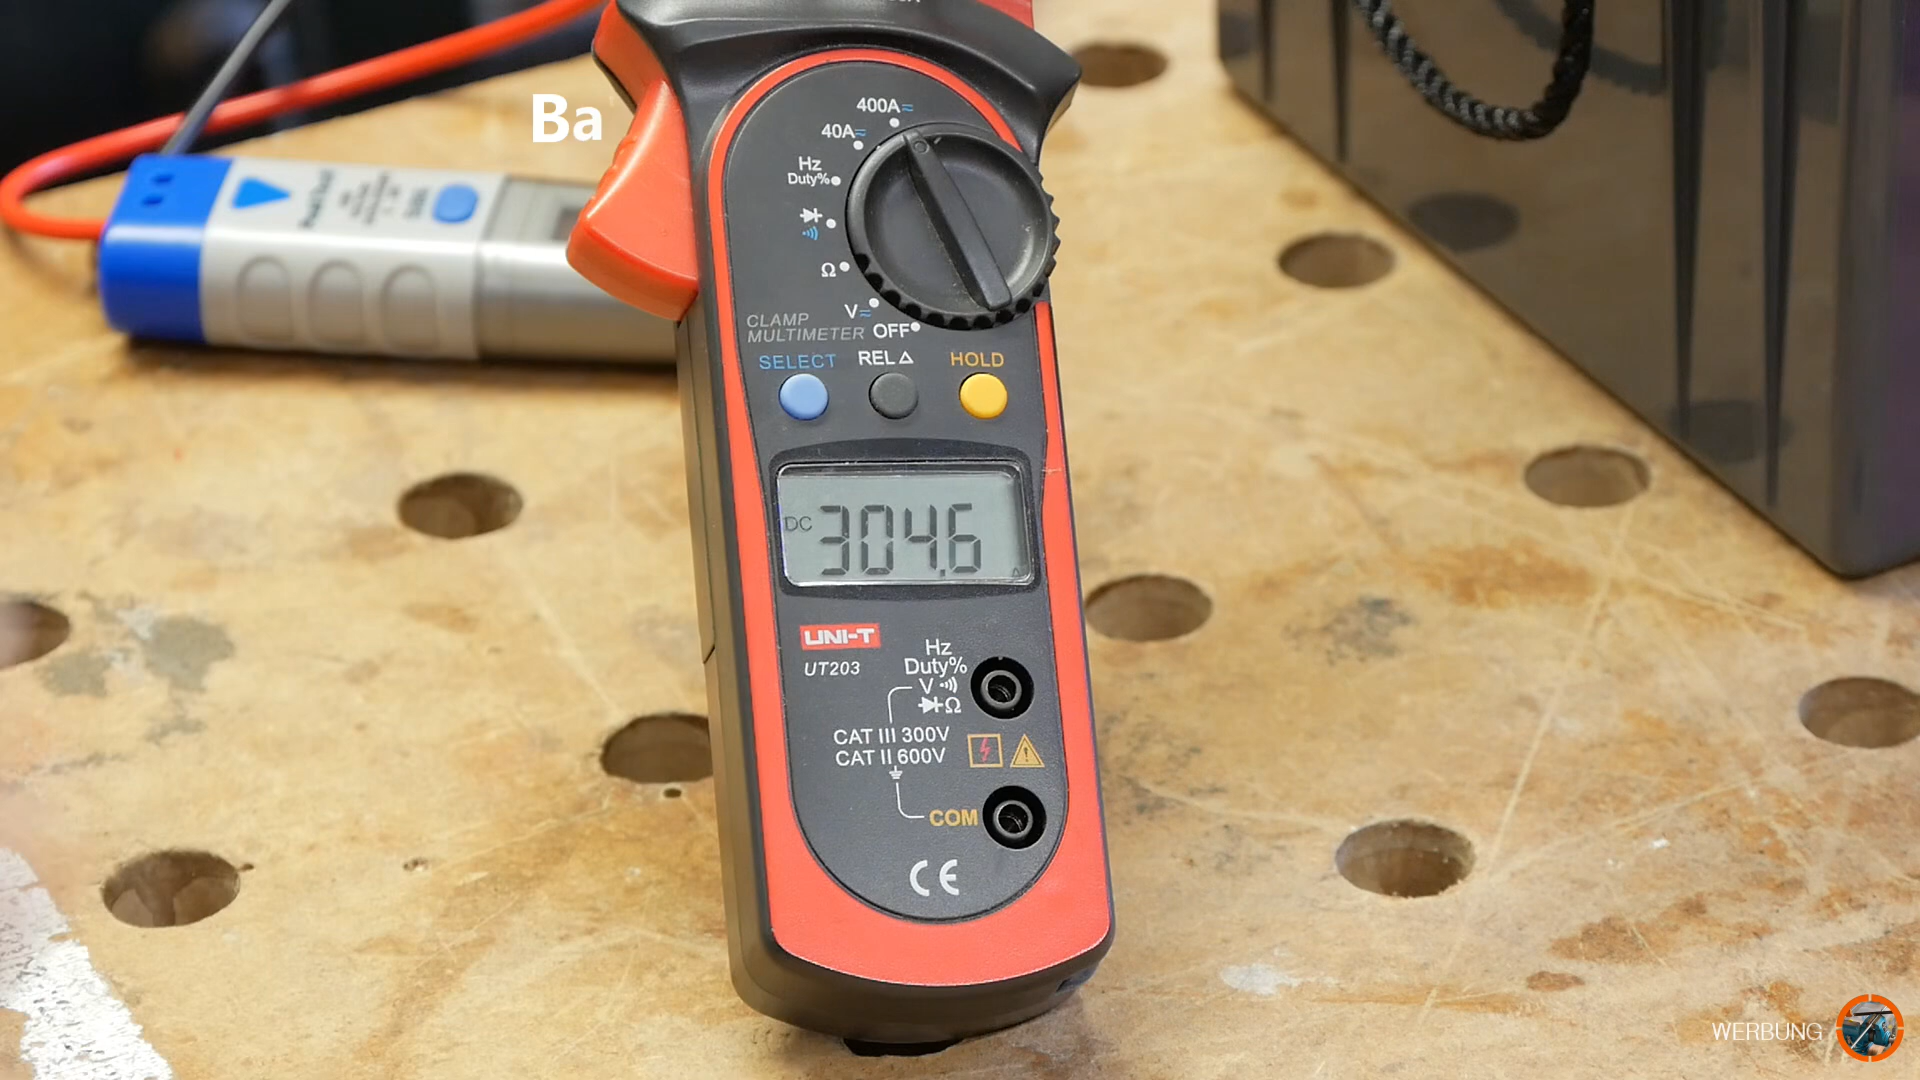 Ba
400A
40A
Hz
Duty%
Ω
V
OFF
CLAMP
MULTIMETER
SELECT
REL △
HOLD
DC 304.6
△
UNI-T
UT203
Hz
Duty%
V
Ω
CAT III 300V
CAT II 600V
COM
CE
WERBUNG